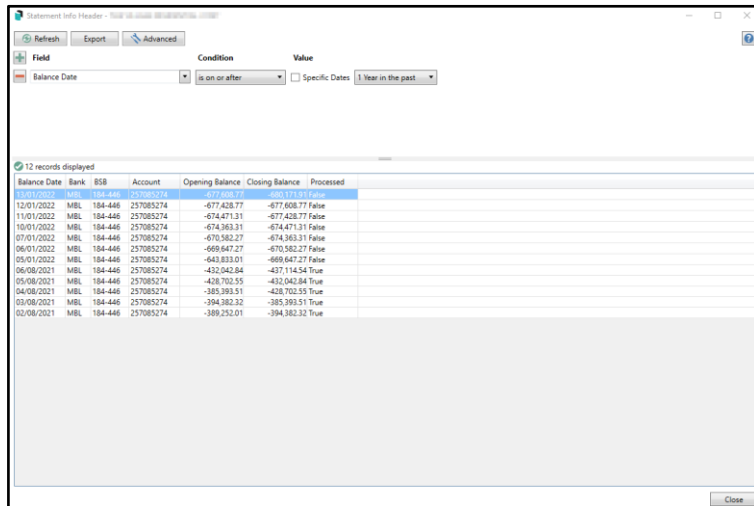 Statement Info Header -
Refresh Export Advanced
Field Condition Value
Balance Date is on or after Specific Dates 1 Year in the past
12 records displayed
Balance Date Bank BSB Account Opening Balance Closing Balance Processed
13/01/2022 MBL 184-446 257085274 -677,608.77 -680,171.91 False
12/01/2022 MBL 184-446 257085274 -677,428.77 -677,608.77 False
11/01/2022 MBL 184-446 257085274 -674,471.31 -677,428.77 False
10/01/2022 MBL 184-446 257085274 -674,363.31 -674,471.31 False
07/01/2022 MBL 184-446 257085274 -670,582.27 -674,363.31 False
06/01/2022 MBL 184-446 257085274 -669,647.27 -670,582.27 False
05/01/2022 MBL 184-446 257085274 -643,833.01 -669,647.27 False
06/08/2021 MBL 184-446 257085274 -432,042.84 -437,114.54 True
05/08/2021 MBL 184-446 257085274 -428,702.55 -432,042.84 True
04/08/2021 MBL 184-446 257085274 -385,393.51 -428,702.55 True
03/08/2021 MBL 184-446 257085274 -394,382.32 -385,393.51 True
02/08/2021 MBL 184-446 257085274 -389,252.01 -394,382.32 True
Close